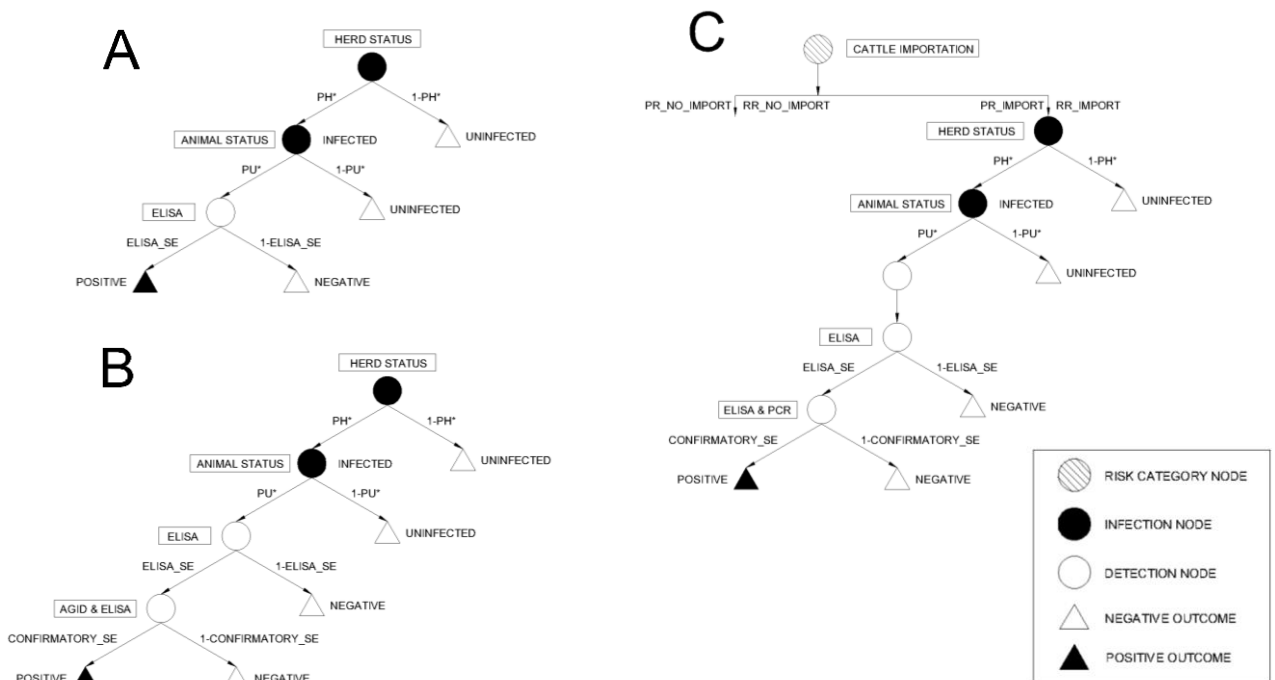 A
HERD STATUS
PH*
1-PH*
ANIMAL STATUS
INFECTED
UNINFECTED
PU*
1-PU*
ELISA
UNINFECTED
ELISA_SE
1-ELISA_SE
POSITIVE
NEGATIVE
B
HERD STATUS
PH*
1-PH*
ANIMAL STATUS
INFECTED
UNINFECTED
PU*
1-PU*
ELISA
UNINFECTED
ELISA_SE
1-ELISA_SE
AGID & ELISA
NEGATIVE
CONFIRMATORY_SE
1-CONFIRMATORY_SE
POSITIVE
NEGATIVE
C
CATTLE IMPORTATION
PR_NO_IMPORT
RR_NO_IMPORT
PR_IMPORT
RR_IMPORT
HERD STATUS
PH*
1-PH*
ANIMAL STATUS
INFECTED
UNINFECTED
PU*
1-PU*
UNINFECTED
ELISA
ELISA_SE
1-ELISA_SE
ELISA & PCR
NEGATIVE
CONFIRMATORY_SE
1-CONFIRMATORY_SE
POSITIVE
NEGATIVE
RISK CATEGORY NODE
INFECTION NODE
DETECTION NODE
NEGATIVE OUTCOME
POSITIVE OUTCOME